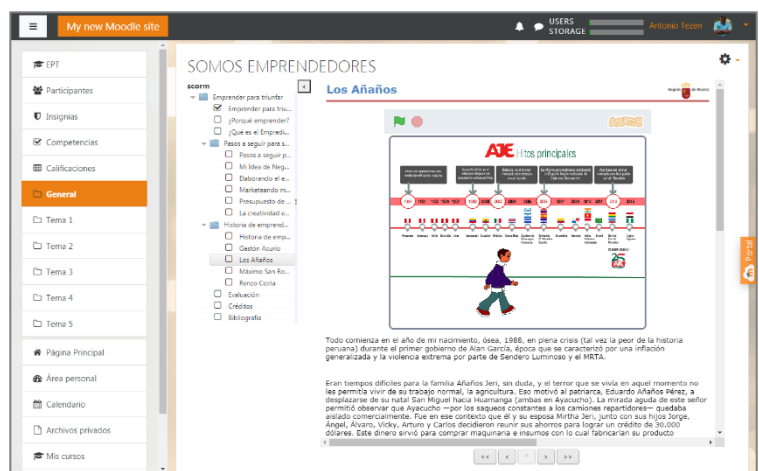 My new Moodle site
USERS
STORAGE
Antonio Tezen
EPT
Participantes
Insignias
Competencias
Calificaciones
General
Tema 1
Tema 2
Tema 3
Tema 4
Tema 5
Página Principal
Área personal
Calendario
Archivos privados
Mis cursos
SOMOS EMPRENDEDORES
scorm
Emprender para triunfar
Emprender para triu...
¿Porqué emprender?
¿Qué es el Empredi...
Pasos a seguir para s...
Pasos a seguir p...
Mi Idea de Neg...
Elaborando el e...
Marketeando m...
Presupuesto de ...
La creatividad e...
Historia de emprend...
Historia de emp...
Gastón Acurio
Los Añaños
Máximo San Ro...
Renzo Costa
Evaluación
Créditos
Bibliografía
Los Añaños
AJE Hitos principales
Todo comienza en el año de mi nacimiento, ósea, 1988, en plena crisis (tal vez la peor de la historia
peruana) durante el primer gobierno de Alan García, época que se caracterizó por una inflación
generalizada y la violencia extrema por parte de Sendero Luminoso y el MRTA.
Eran tiempos difíciles para la familia Añaños Jeri, sin duda, y el terror que se vivía en aquel momento no
les permitía vivir de su trabajo normal, la agricultura. Eso motivó al patriarca, Eduardo Añaños Pérez, a
desplazarse de su natal San Miguel hacia Huamanga (ambas en Ayacucho). La mirada aguda de este señor
permitió observar que Ayacucho —por los saqueos constantes a los camiones repartidores— quedaba
aislado comercialmente. Fue en ese contexto que él y su esposa Mirtha Jeri, junto con sus hijos Jorge,
Ángel, Álvaro, Vicky, Arturo y Carlos decidieron reunir sus ahorros para lograr un crédito de 30.000
dólares. Este dinero sirvió para comprar maquinaria e insumos con lo cual fabricarían su producto
Portal